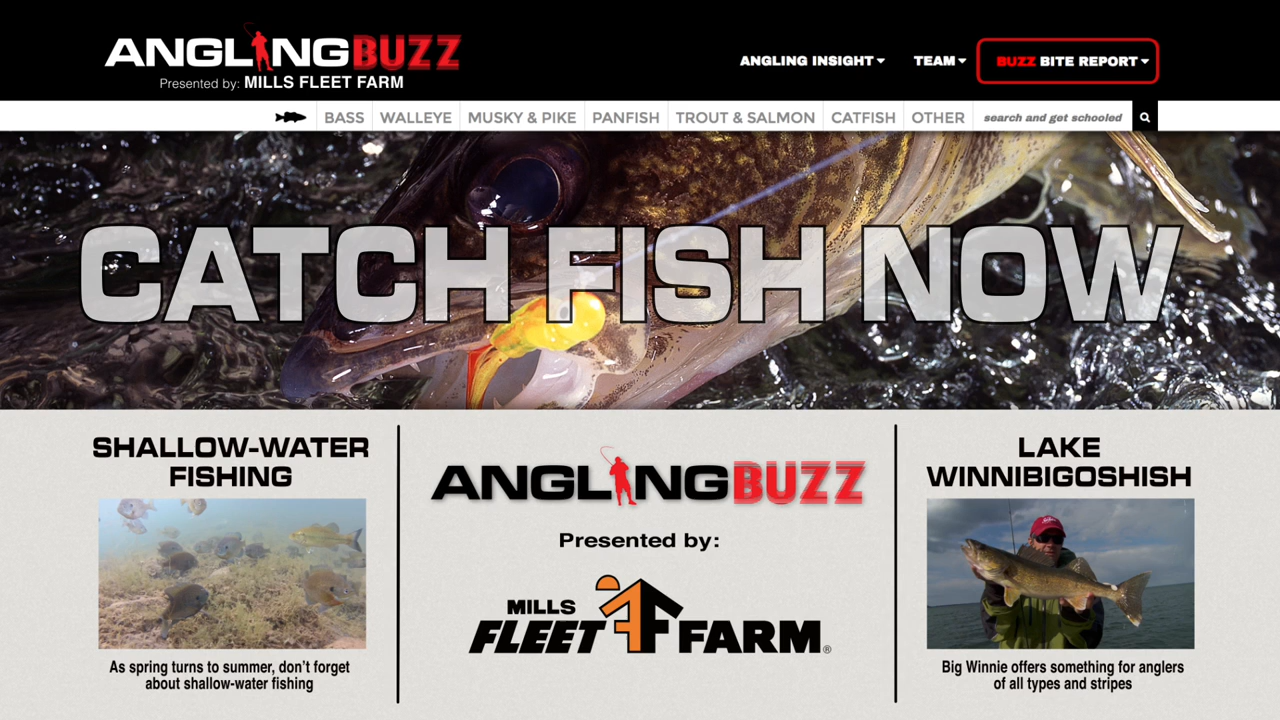 ANGLINGBUZZ
Presented by: MILLS FLEET FARM
ANGLING INSIGHT
TEAM
BUZZ BITE REPORT
BASS
WALLEYE
MUSKY & PIKE
PANFISH
TROUT & SALMON
CATFISH
OTHER
search and get schooled
CATCH FISH NOW
SHALLOW-WATER
FISHING
As spring turns to summer, don't forget
about shallow-water fishing
ANGLINGBUZZ
Presented by:
MILLS
FLEET FARM®
LAKE
WINNIBIGOSHISH
Big Winnie offers something for anglers
of all types and stripes